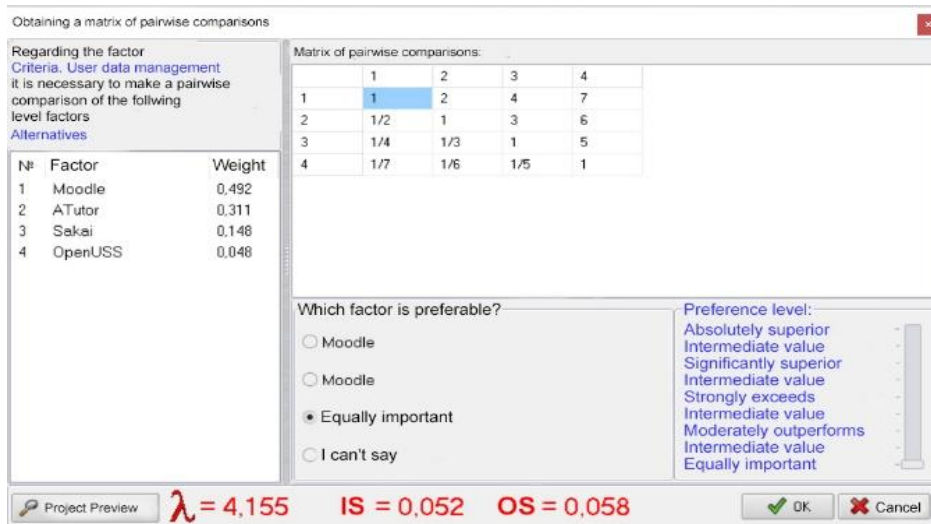 Obtaining a matrix of pairwise comparisons
Regarding the factor
Criteria. User data management
it is necessary to make a pairwise
comparison of the follwing
level factors
Alternatives
№ Factor Weight
1 Moodle 0,492
2 ATutor 0,311
3 Sakai 0,148
4 OpenUSS 0,048
Matrix of pairwise comparisons:
1 2 3 4
1 1 2 4 7
2 1/2 1 3 6
3 1/4 1/3 1 5
4 1/7 1/6 1/5 1
Which factor is preferable?
Moodle
Moodle
Equally important
I can't say
Preference level:
Absolutely superior
Intermediate value
Significantly superior
Intermediate value
Strongly exceeds
Intermediate value
Moderately outperforms
Intermediate value
Equally important
Project Preview λ = 4,155 IS = 0,052 OS = 0,058 OK Cancel